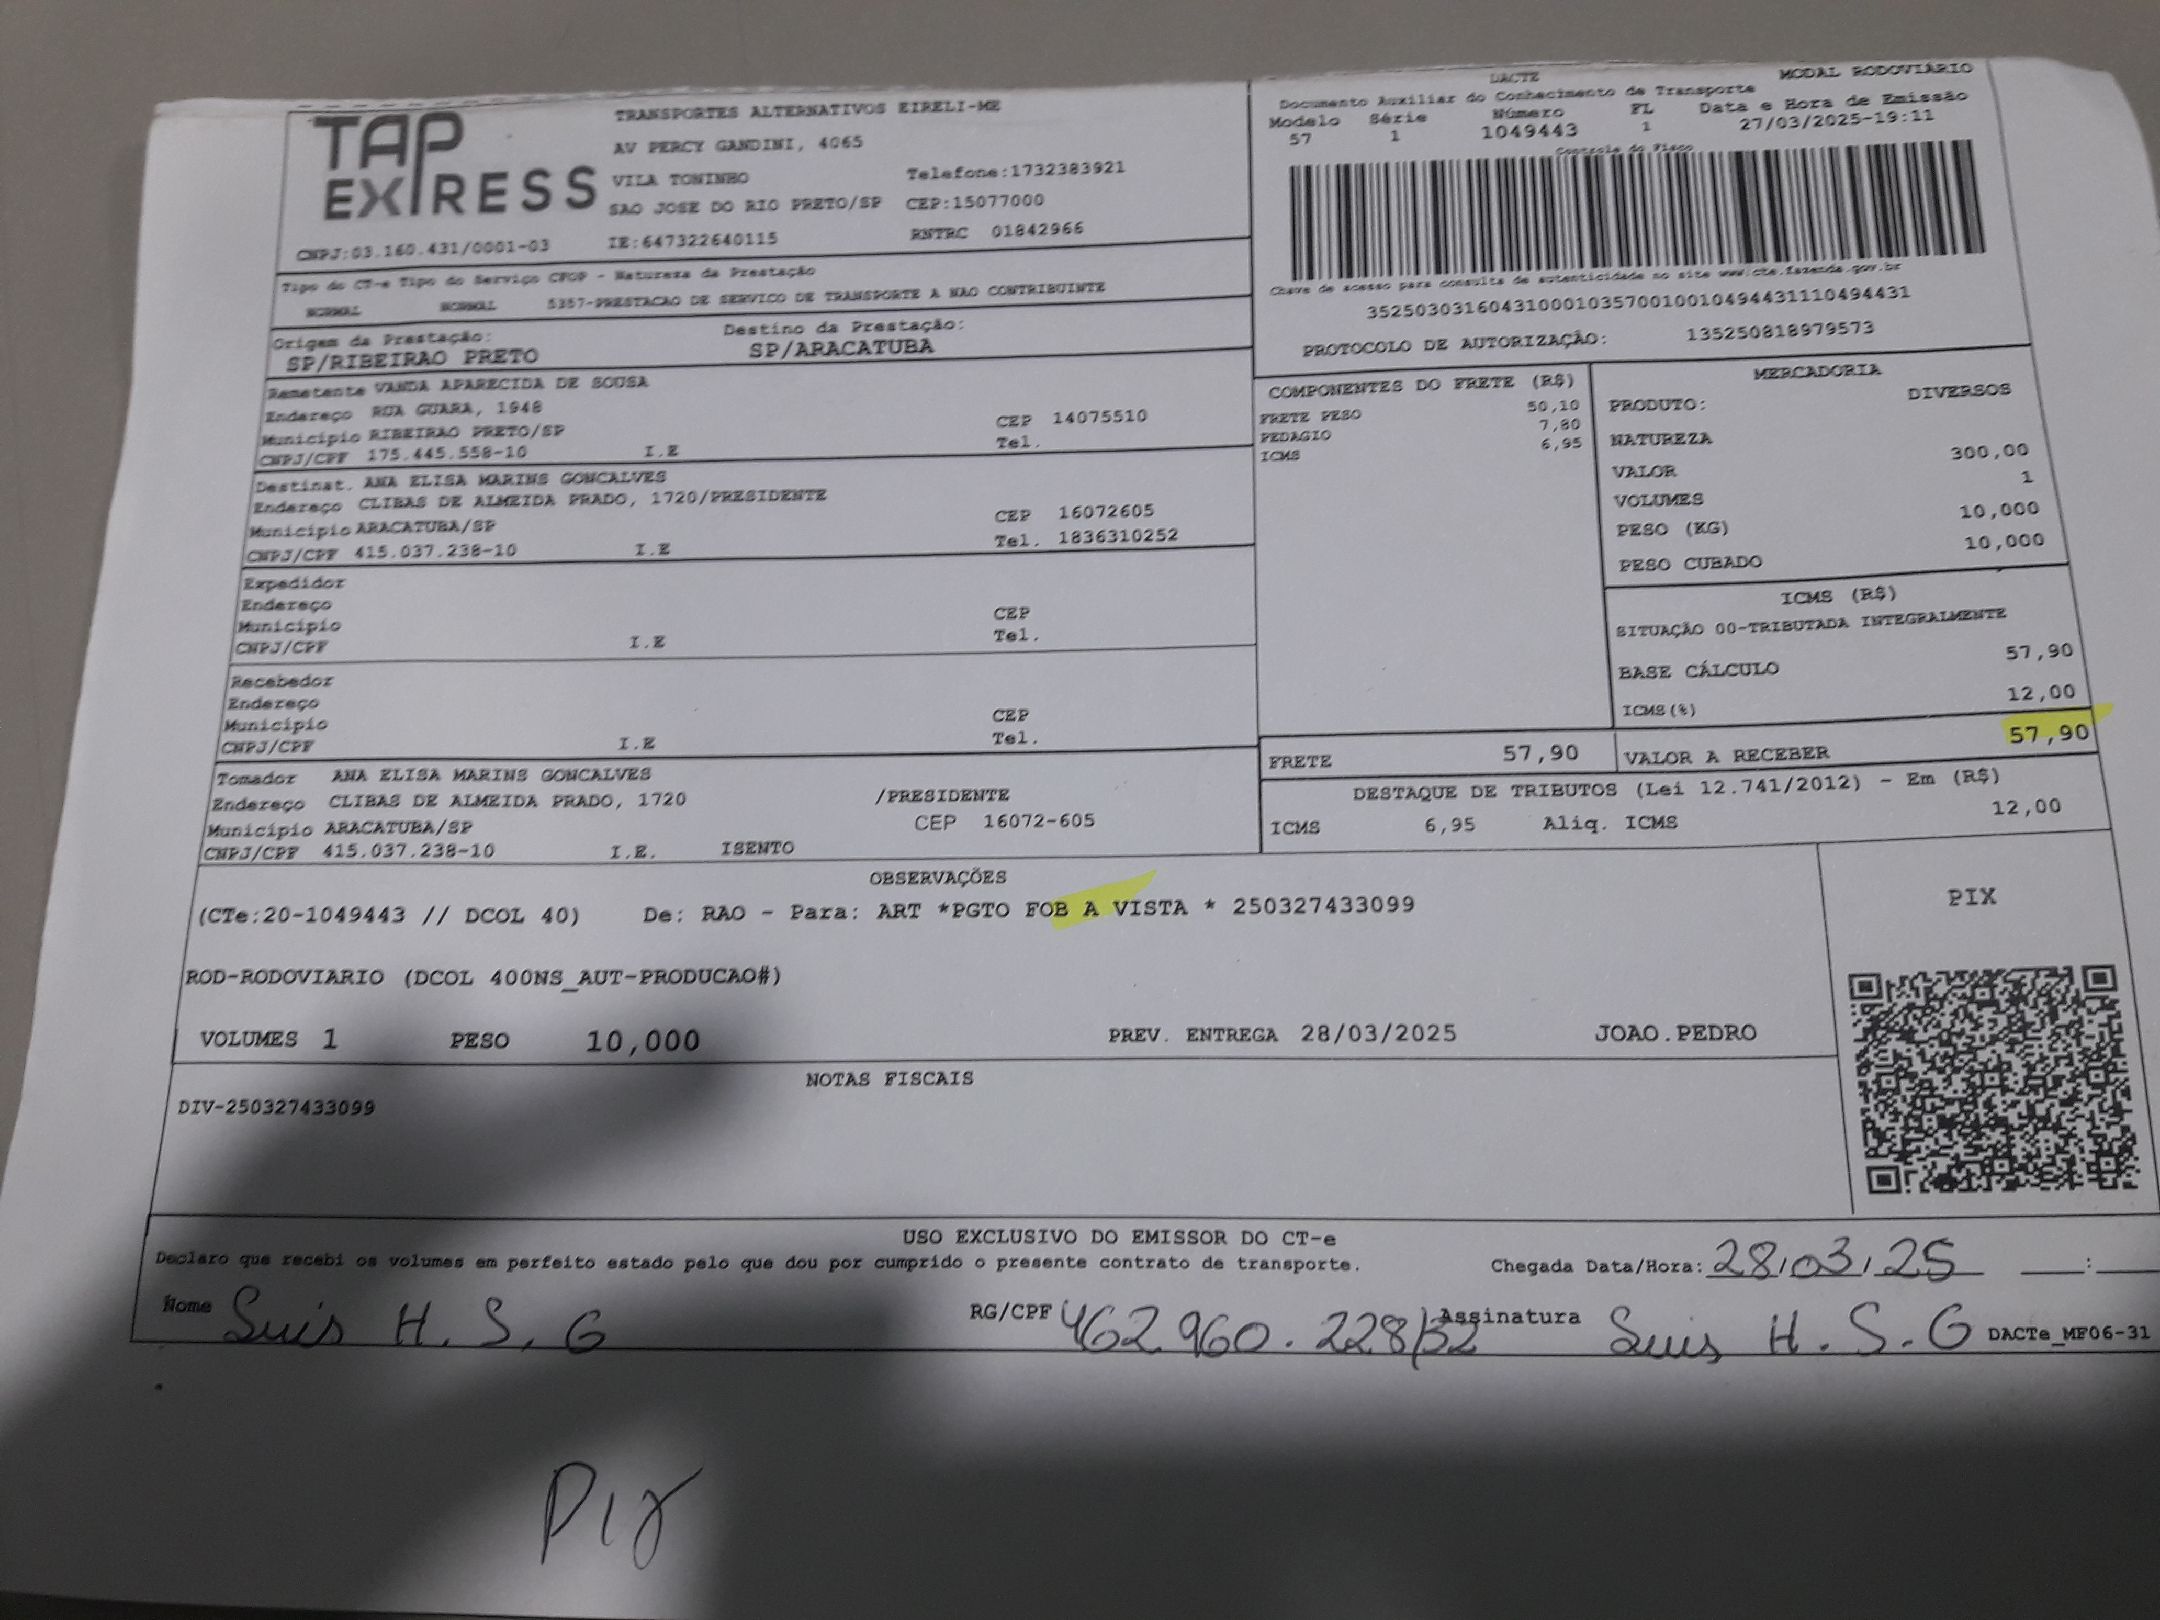 TAP
EXPRESS
TRANSPORTES ALTERNATIVOS EIRELI-ME
AV PERCY GANDINI, 4065
VILA TONINHO Telefone:1732383921
SAO JOSE DO RIO PRETO/SP CEP:15077000
CNPJ:03.160.431/0001-03 IE:647322640115 RNTRC 01842966
DACTE MODAL RODOVIÁRIO
Documento Auxiliar do Conhecimento de Transporte
Modelo Série Número FL Data e Hora de Emissão
57 1 1049443 1 27/03/2025-19:11
Controle do Fisco
Chave de acesso para consulta de autenticidade no site www.cte.fazenda.gov.br
35250303160431000103570010010494431110494431
PROTOCOLO DE AUTORIZAÇÃO: 135250818979573
Tipo do CT-e Tipo do Serviço CFOP - Natureza da Prestação
NORMAL NORMAL 5357-PRESTACAO DE SERVICO DE TRANSPORTE A NAO CONTRIBUINTE
Origem da Prestação: Destino da Prestação:
SP/RIBEIRAO PRETO SP/ARACATUBA
Remetente VANDA APARECIDA DE SOUSA
Endereço RUA GUARA, 1948 CEP 14075510
Município RIBEIRAO PRETO/SP Tel.
CNPJ/CPF 175.445.558-10 I.E
Destinat. ANA ELISA MARINS GONCALVES
Endereço CLIBAS DE ALMEIDA PRADO, 1720/PRESIDENTE
Município ARACATUBA/SP CEP 16072605
CNPJ/CPF 415.037.238-10 I.E Tel. 1836310252
Expedidor
Endereço CEP
Município Tel.
CNPJ/CPF I.E
Recebedor
Endereço CEP
Município Tel.
CNPJ/CPF I.E
Tomador ANA ELISA MARINS GONCALVES
Endereço CLIBAS DE ALMEIDA PRADO, 1720 /PRESIDENTE
Município ARACATUBA/SP CEP 16072-605
CNPJ/CPF 415.037.238-10 I.E. ISENTO
COMPONENTES DO FRETE (R$)
FRETE PESO 50,10
PEDAGIO 7,80
ICMS 6,95
MERCADORIA
PRODUTO: DIVERSOS
NATUREZA
VALOR 300,00
VOLUMES 1
PESO (KG) 10,000
PESO CUBADO 10,000
ICMS (R$)
SITUAÇÃO 00-TRIBUTADA INTEGRALMENTE
BASE CÁLCULO 57,90
ICMS(%) 12,00
FRETE 57,90 VALOR A RECEBER 57,90
DESTAQUE DE TRIBUTOS (Lei 12.741/2012) - Em (R$)
ICMS 6,95 Aliq. ICMS 12,00
OBSERVAÇÕES
(CTe:20-1049443 // DCOL 40) De: RAO - Para: ART *PGTO FOB A VISTA * 250327433099
ROD-RODOVIARIO (DCOL 400NS_AUT-PRODUCAO#)
VOLUMES 1 PESO 10,000 PREV. ENTREGA 28/03/2025 JOAO.PEDRO
PIX
NOTAS FISCAIS
DIV-250327433099
USO EXCLUSIVO DO EMISSOR DO CT-e
Declaro que recebi os volumes em perfeito estado pelo que dou por cumprido o presente contrato de transporte. Chegada Data/Hora: 28/03/25 :
Nome Luis H. S. G RG/CPF 462.960.228/32 Assinatura Luis H. S. G DACTe_MF06-31
Pix